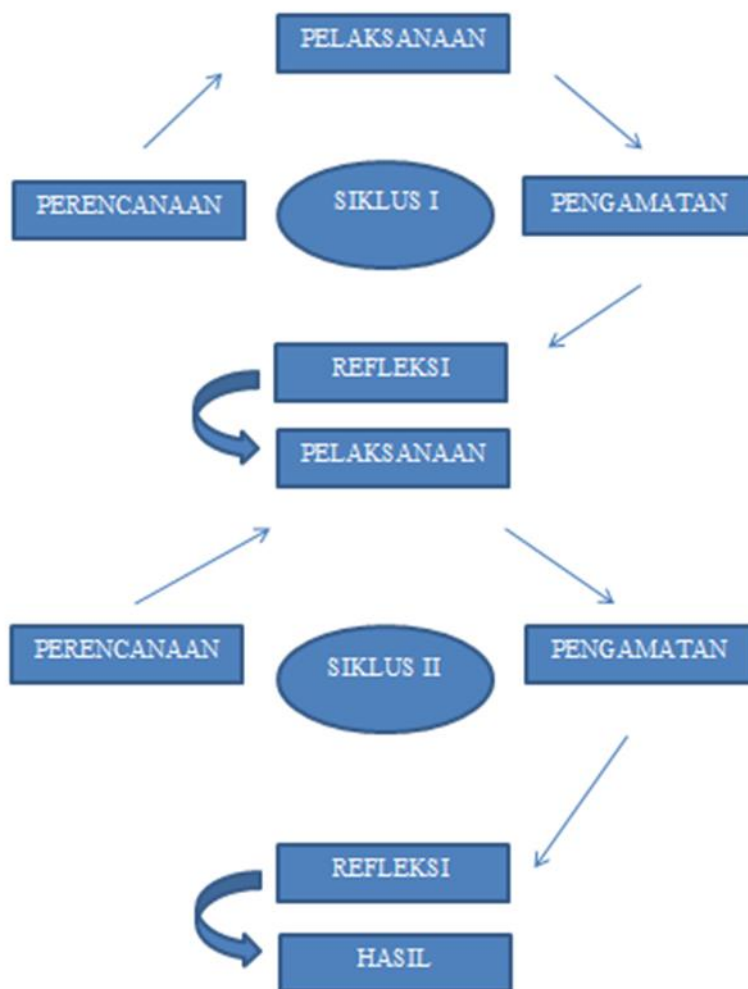 PELAKSANAAN
PERENCANAAN
SIKLUS I
PENGAMATAN
REFLEKSI
PELAKSANAAN
PERENCANAAN
SIKLUS II
PENGAMATAN
REFLEKSI
HASIL